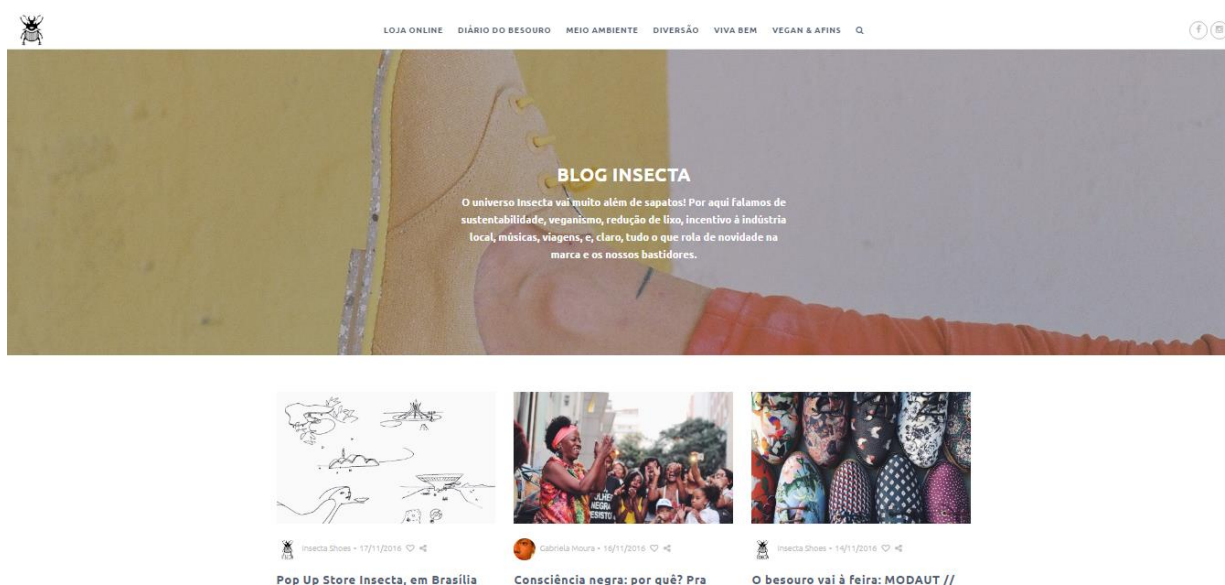 LOJA ONLINE DIÁRIO DO BESOURO MEIO AMBIENTE DIVERSÃO VIVA BEM VEGAN & AFINS
BLOG INSECTA
O universo Insecta vai muito além de sapatos! Por aqui falamos de
sustentabilidade, veganismo, redução de lixo, incentivo à indústria
local, músicas, viagens, e, claro, tudo o que rola de novidade na
marca e os nossos bastidores.
MULHER
NEGRA
RESISTO
Insecta Shoes • 17/11/2016
Gabriela Moura • 16/11/2016
Insecta Shoes • 14/11/2016
Pop Up Store Insecta, em Brasília
Consciência negra: por quê? Pra
O besouro vai à feira: MODAUT //